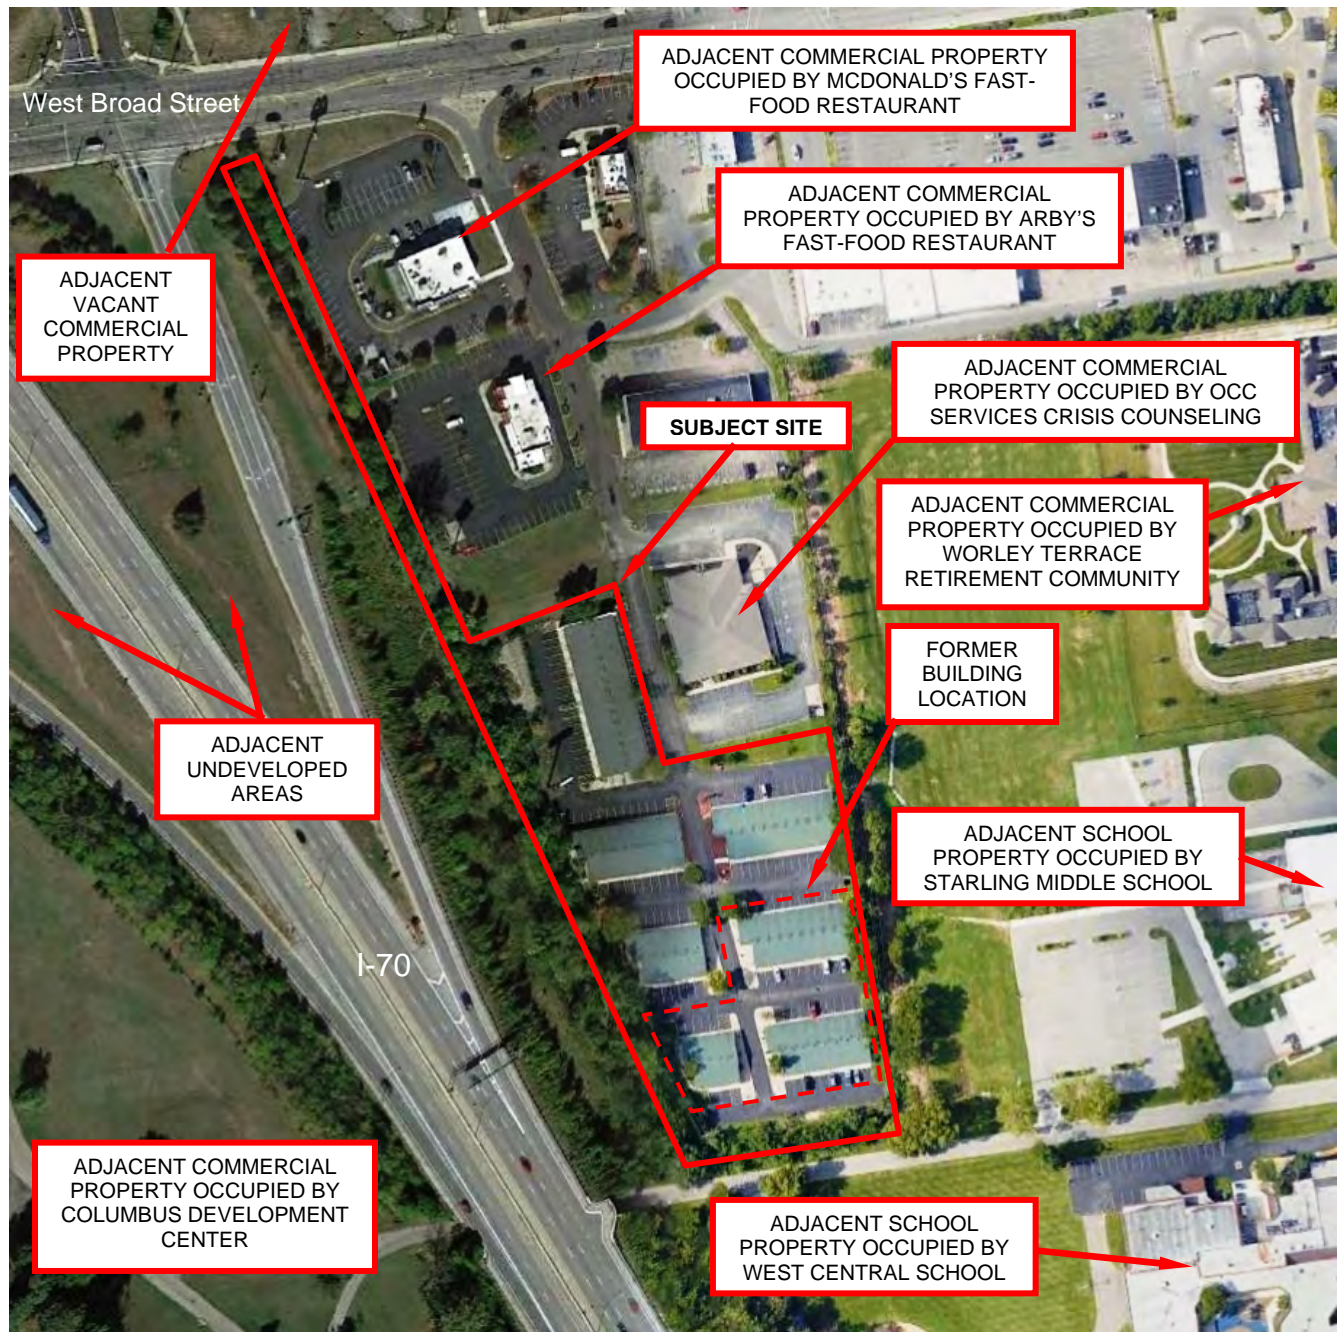 West Broad Street
ADJACENT COMMERCIAL PROPERTY
OCCUPIED BY MCDONALD'S FAST-
FOOD RESTAURANT
ADJACENT COMMERCIAL
PROPERTY OCCUPIED BY ARBY'S
FAST-FOOD RESTAURANT
ADJACENT
VACANT
COMMERCIAL
PROPERTY
ADJACENT COMMERCIAL
PROPERTY OCCUPIED BY OCC
SERVICES CRISIS COUNSELING
SUBJECT SITE
ADJACENT COMMERCIAL
PROPERTY OCCUPIED BY
WORLEY TERRACE
RETIREMENT COMMUNITY
FORMER
BUILDING
LOCATION
ADJACENT
UNDEVELOPED
AREAS
ADJACENT SCHOOL
PROPERTY OCCUPIED BY
STARLING MIDDLE SCHOOL
I-70
ADJACENT COMMERCIAL
PROPERTY OCCUPIED BY
COLUMBUS DEVELOPMENT
CENTER
ADJACENT SCHOOL
PROPERTY OCCUPIED BY
WEST CENTRAL SCHOOL